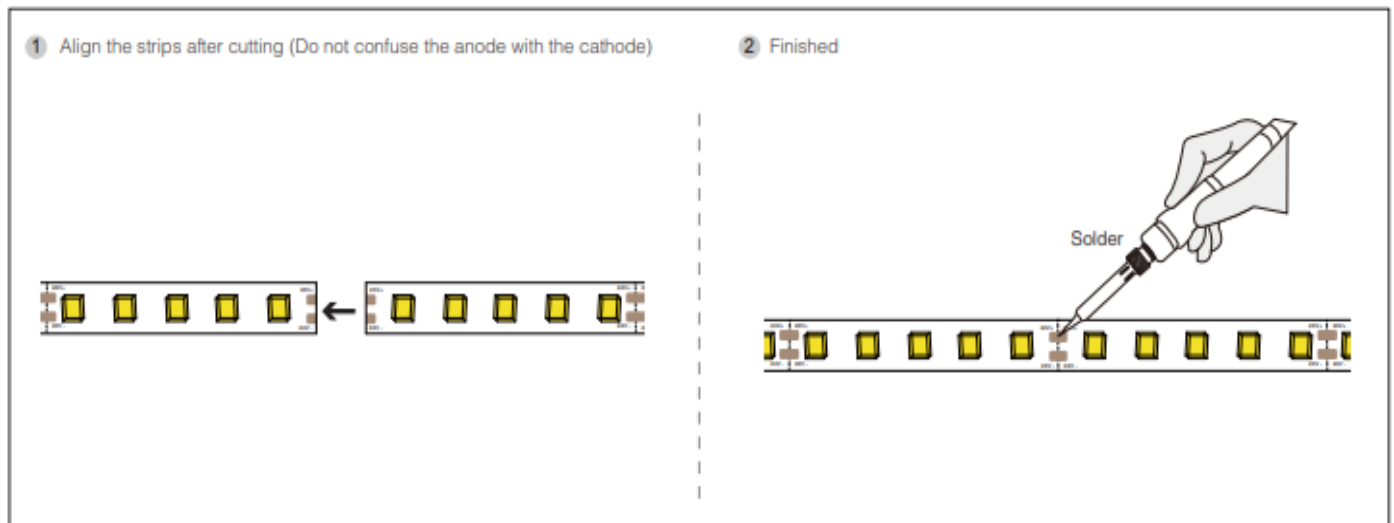 1 Align the strips after cutting (Do not confuse the anode with the cathode)
2 Finished
Solder